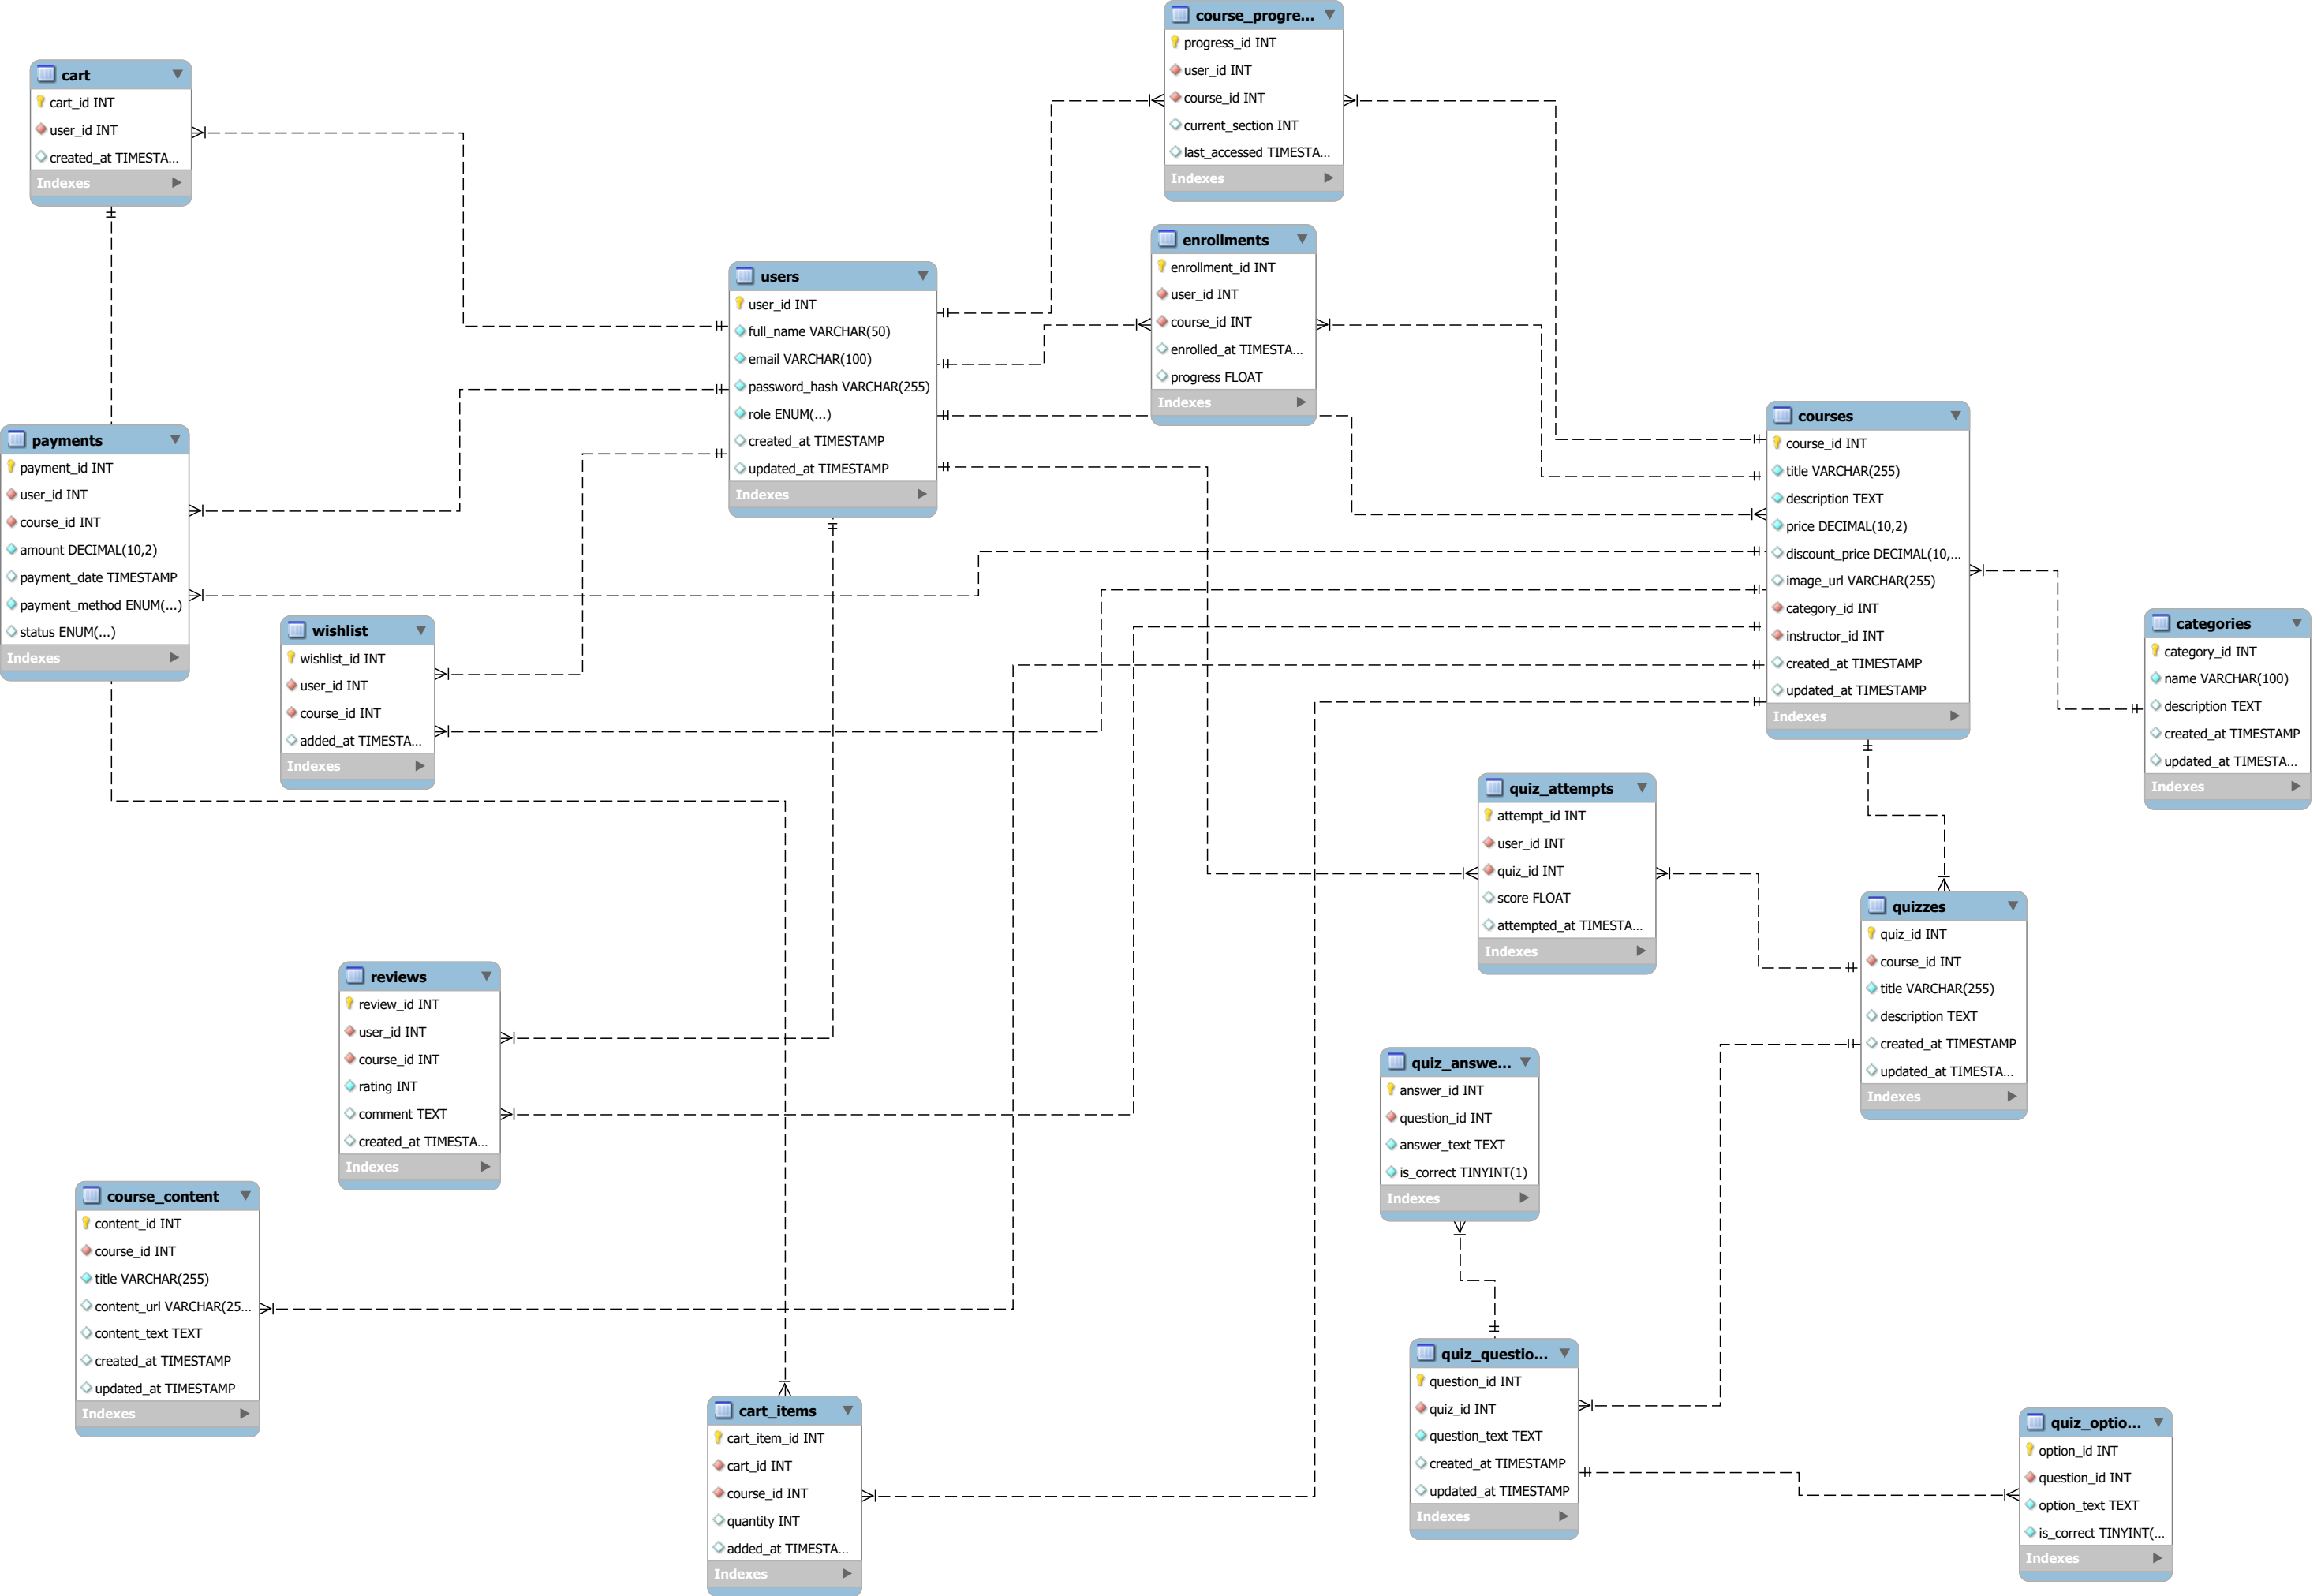 course_progre...
progress_id INT
user_id INT
course_id INT
current_section INT
last_accessed TIMESTA...
Indexes
cart
cart_id INT
user_id INT
created_at TIMESTA...
Indexes
enrollments
enrollment_id INT
user_id INT
course_id INT
enrolled_at TIMESTA...
progress FLOAT
Indexes
users
user_id INT
full_name VARCHAR(50)
email VARCHAR(100)
password_hash VARCHAR(255)
role ENUM(...)
created_at TIMESTAMP
updated_at TIMESTAMP
Indexes
courses
course_id INT
title VARCHAR(255)
description TEXT
price DECIMAL(10,2)
discount_price DECIMAL(10,...
image_url VARCHAR(255)
category_id INT
instructor_id INT
created_at TIMESTAMP
updated_at TIMESTAMP
Indexes
payments
payment_id INT
user_id INT
course_id INT
amount DECIMAL(10,2)
payment_date TIMESTAMP
payment_method ENUM(...)
status ENUM(...)
Indexes
wishlist
wishlist_id INT
user_id INT
course_id INT
added_at TIMESTA...
Indexes
categories
category_id INT
name VARCHAR(100)
description TEXT
created_at TIMESTAMP
updated_at TIMESTA...
Indexes
quiz_attempts
attempt_id INT
user_id INT
quiz_id INT
score FLOAT
attempted_at TIMESTA...
Indexes
quizzes
quiz_id INT
course_id INT
title VARCHAR(255)
description TEXT
created_at TIMESTAMP
updated_at TIMESTA...
Indexes
reviews
review_id INT
user_id INT
course_id INT
rating INT
comment TEXT
created_at TIMESTA...
Indexes
quiz_answe...
answer_id INT
question_id INT
answer_text TEXT
is_correct TINYINT(1)
Indexes
course_content
content_id INT
course_id INT
title VARCHAR(255)
content_url VARCHAR(25...
content_text TEXT
created_at TIMESTAMP
updated_at TIMESTAMP
Indexes
quiz_questio...
question_id INT
quiz_id INT
question_text TEXT
created_at TIMESTAMP
updated_at TIMESTAMP
Indexes
cart_items
cart_item_id INT
cart_id INT
course_id INT
quantity INT
added_at TIMESTA...
Indexes
quiz_optio...
option_id INT
question_id INT
option_text TEXT
is_correct TINYINT(...
Indexes